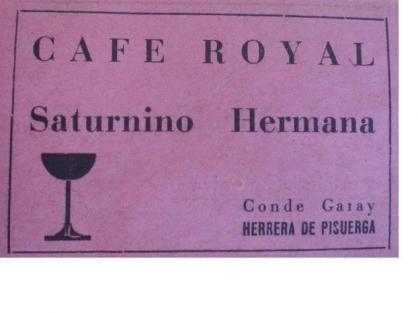 CAFE ROYAL
Saturnino Hermana
Conde Garay
HERRERA DE PISUERGA